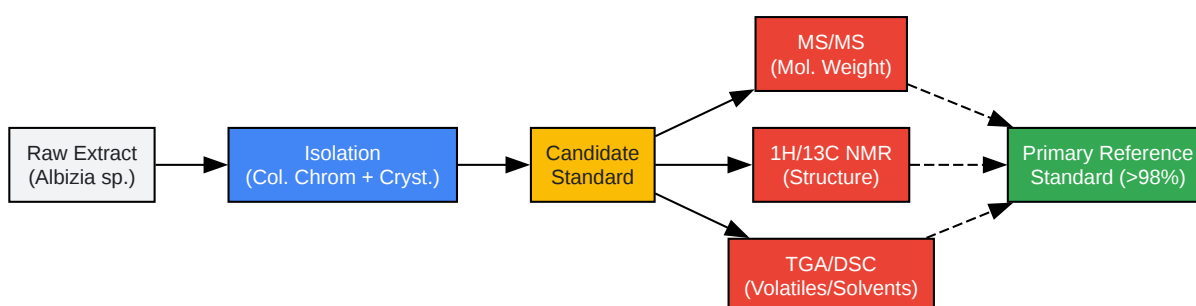 Raw Extract
(Albizia sp.)
Isolation
(Col. Chrom + Cryst.)
Candidate
Standard
MS/MS
(Mol. Weight)
1H/13C NMR
(Structure)
TGA/DSC
(Volatiles/Solvents)
Primary Reference
Standard (>98%)